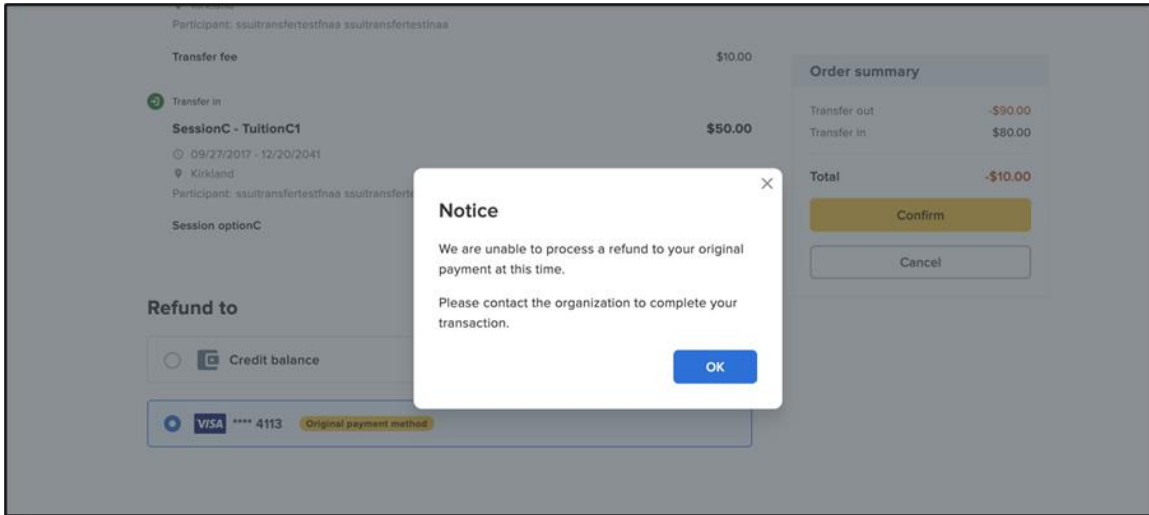 Kirkland
Participant: ssuitransfertestfnaa ssuitransfertestlnaa
Transfer fee $10.00
Transfer in
SessionC - TuitionC1 $50.00
09/27/2017 - 12/20/2041
Kirkland
Participant: ssuitransfertestfnaa
Session optionC
Refund to
Credit balance
VISA **** 4113 Original payment method
Order summary
Transfer out -$90.00
Transfer in $80.00
Total -$10.00
Confirm
Cancel
Notice
We are unable to process a refund to your original
payment at this time.
Please contact the organization to complete your
transaction.
OK